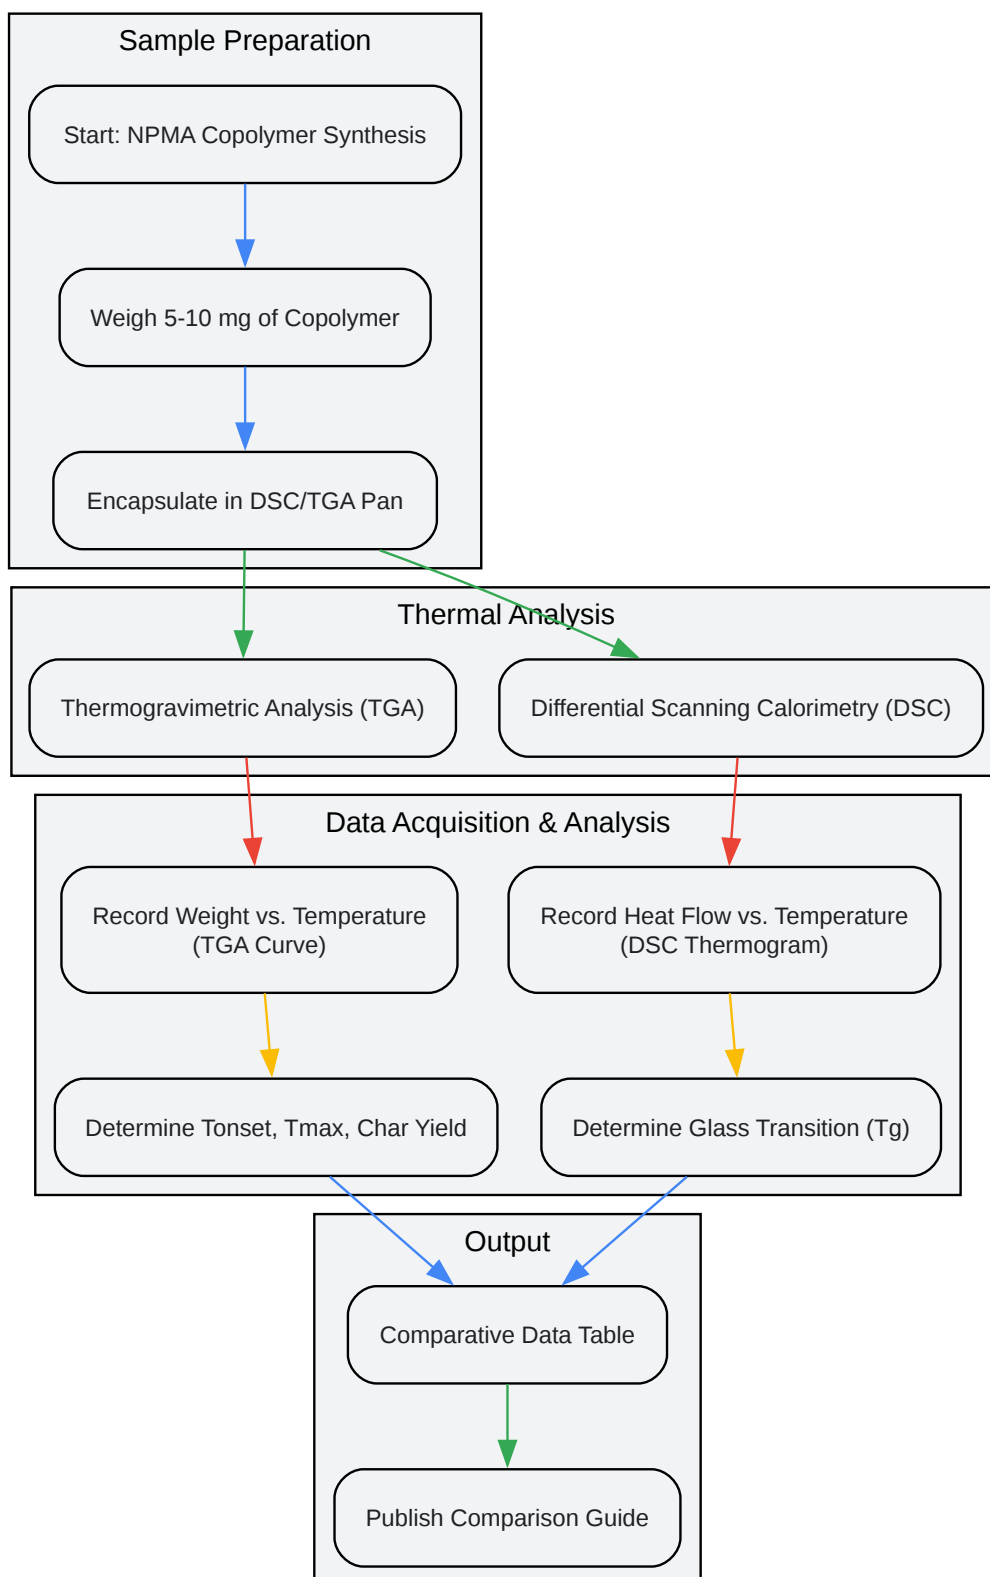 Sample Preparation
Start: NPMA Copolymer Synthesis
Weigh 5-10 mg of Copolymer
Encapsulate in DSC/TGA Pan
Thermal Analysis
Thermogravimetric Analysis (TGA)
Differential Scanning Calorimetry (DSC)
Data Acquisition & Analysis
Record Weight vs. Temperature
(TGA Curve)
Record Heat Flow vs. Temperature
(DSC Thermogram)
Determine Tonset, Tmax, Char Yield
Determine Glass Transition (Tg)
Output
Comparative Data Table
Publish Comparison Guide